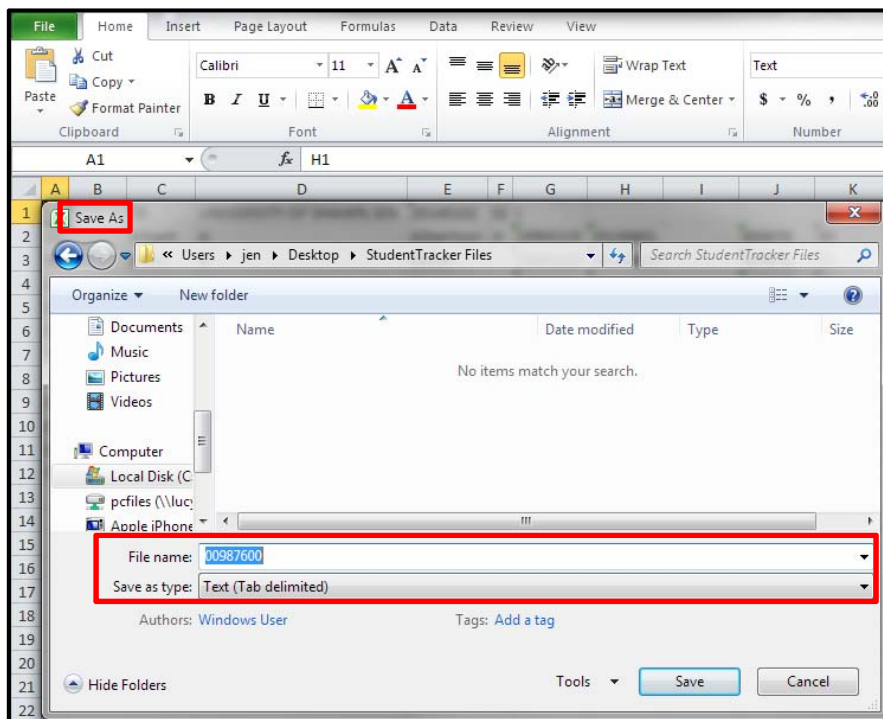 File Home Insert Page Layout Formulas Data Review View
Cut
Copy
Format Painter
Paste
Calibri 11 A A
Wrap Text
Text
B I U A
Merge & Center
$ % , .00
Clipboard Font Alignment Number
A1 fx H1
A B C D E F G H I J K
1
2
3
4
5
6
7
8
9
10
11
12
13
14
15
16
17
18
19
20
21
22
Save As
« Users jen Desktop StudentTracker Files
Search StudentTracker Files
Organize New folder
Name Date modified Type Size
Documents
Music
Pictures
Videos
No items match your search.
Computer
Local Disk (C
pcfiles (\\luc
Apple iPhone
File name: 00987600
Save as type: Text (Tab delimited)
Authors: Windows User Tags: Add a tag
Hide Folders
Tools Save Cancel